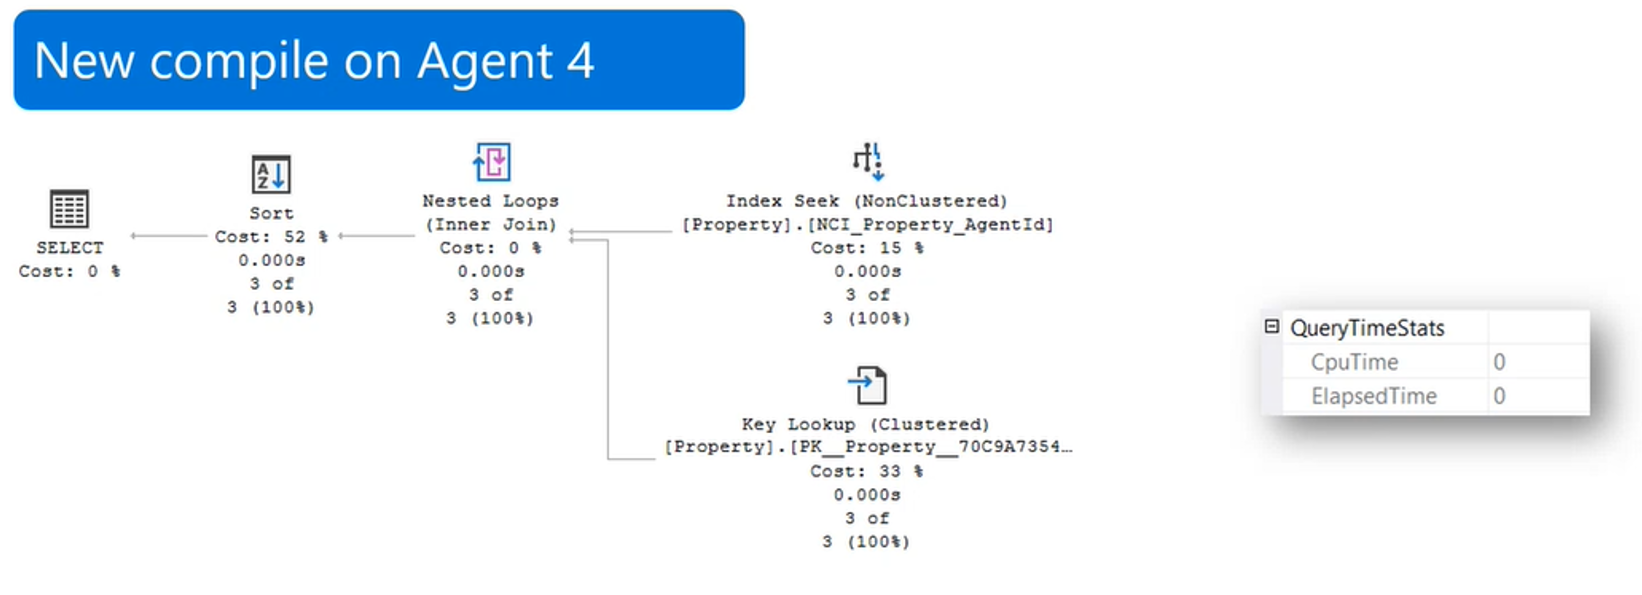 New compile on Agent 4
SELECT
Cost: 0 %
Sort
Cost: 52 %
0.000s
3 of
3 (100%)
Nested Loops
(Inner Join)
Cost: 0 %
0.000s
3 of
3 (100%)
Index Seek (NonClustered)
[Property].[NCI_Property_AgentId]
Cost: 15 %
0.000s
3 of
3 (100%)
Key Lookup (Clustered)
[Property].[PK__Property__70C9A7354…
Cost: 33 %
0.000s
3 of
3 (100%)
QueryTimeStats
CpuTime 0
ElapsedTime 0